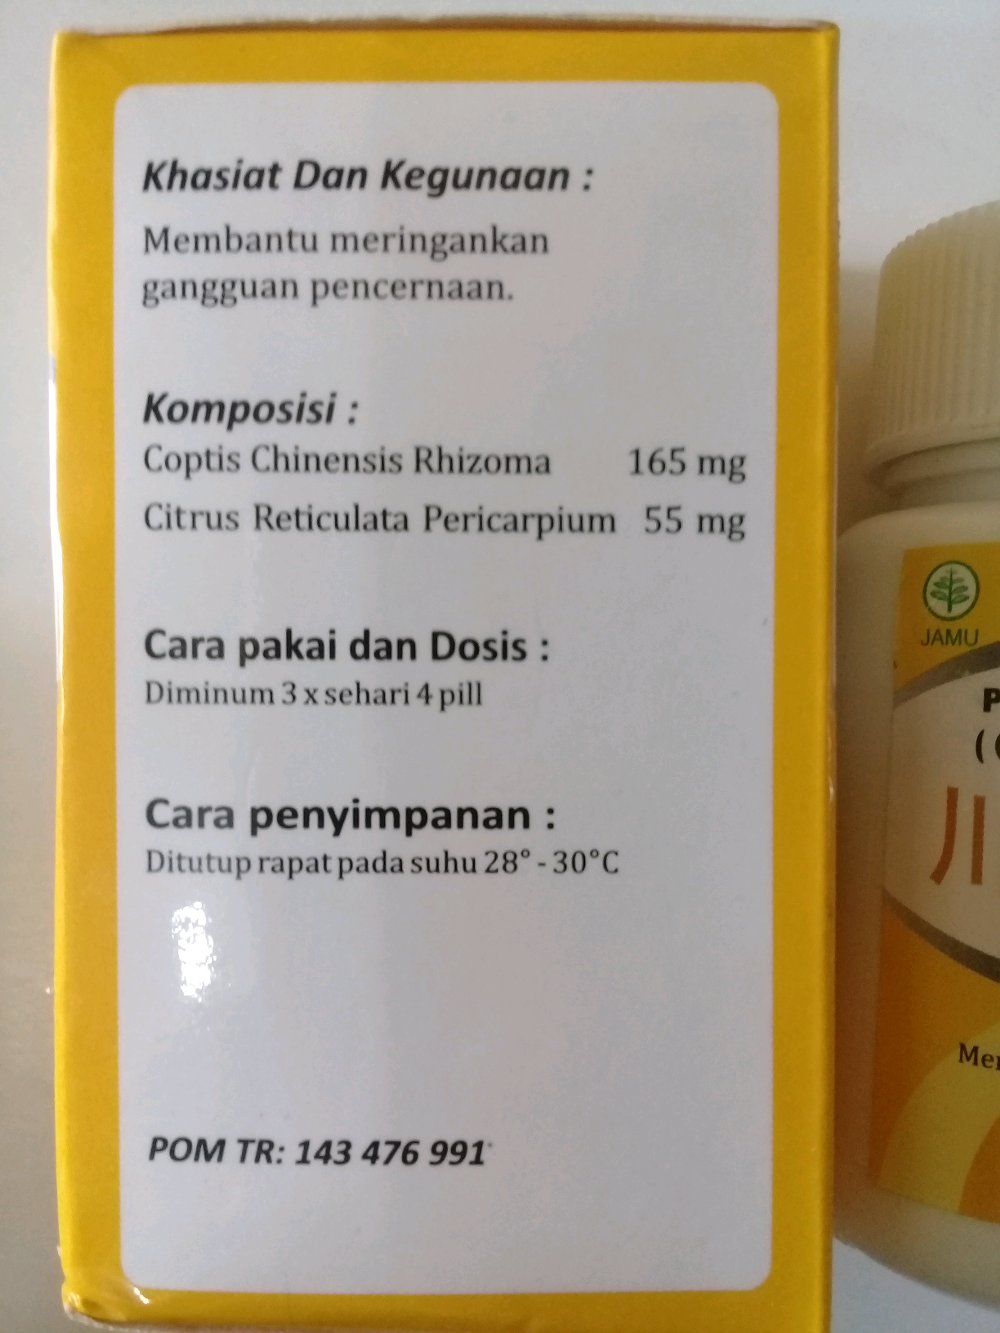 Khasiat Dan Kegunaan :
Membantu meringankan
gangguan pencernaan.
Komposisi :
Coptis Chinensis Rhizoma 165 mg
Citrus Reticulata Pericarpium 55 mg
Cara pakai dan Dosis :
Diminum 3 x sehari 4 pill
Cara penyimpanan :
Ditutup rapat pada suhu 28° - 30°C
POM TR: 143 476 991
JAMU
P
(
川